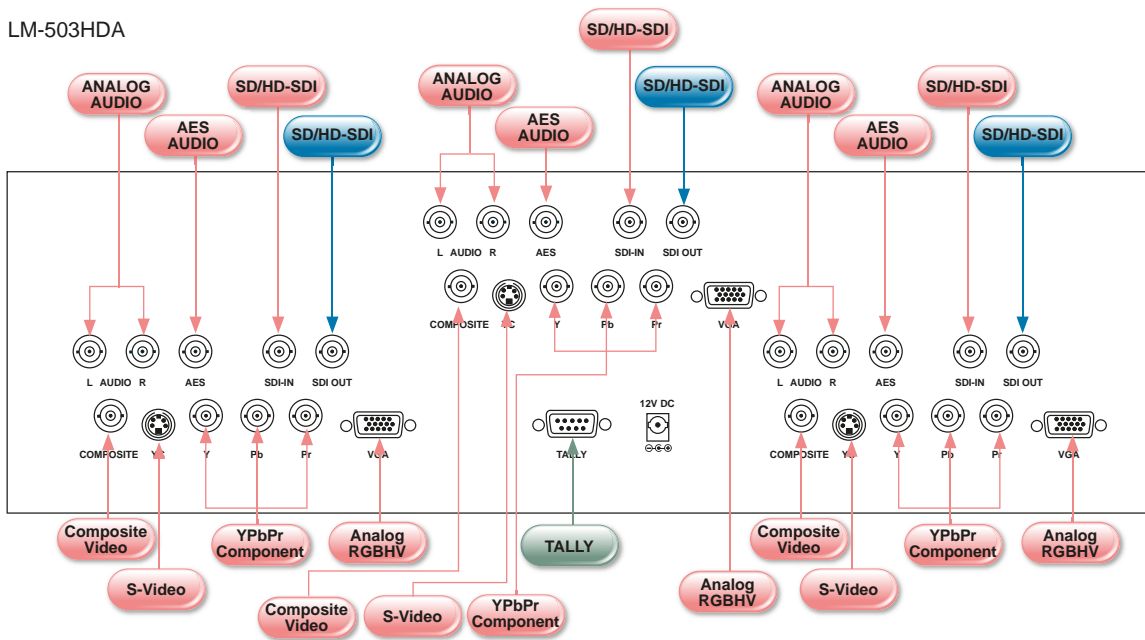 LM-503HDA
SD/HD-SDI
ANALOG
AUDIO
SD/HD-SDI
ANALOG
AUDIO
SD/HD-SDI
ANALOG
AUDIO
SD/HD-SDI
AES
AUDIO
SD/HD-SDI
AES
AUDIO
AES
AUDIO
SD/HD-SDI
L AUDIO R
AES
SDI-IN
SDI OUT
COMPOSITE
YC
Y
Pb
Pr
VGA
L AUDIO R
AES
SDI-IN
SDI OUT
L AUDIO R
AES
SDI-IN
SDI OUT
12V DC
COMPOSITE
YC
Y
Pb
Pr
VGA
TALLY
COMPOSITE
YC
Y
Pb
Pr
VGA
Composite
Video
YPbPr
Component
Analog
RGBHV
TALLY
Composite
Video
YPbPr
Component
Analog
RGBHV
S-Video
Composite
Video
S-Video
YPbPr
Component
Analog
RGBHV
S-Video